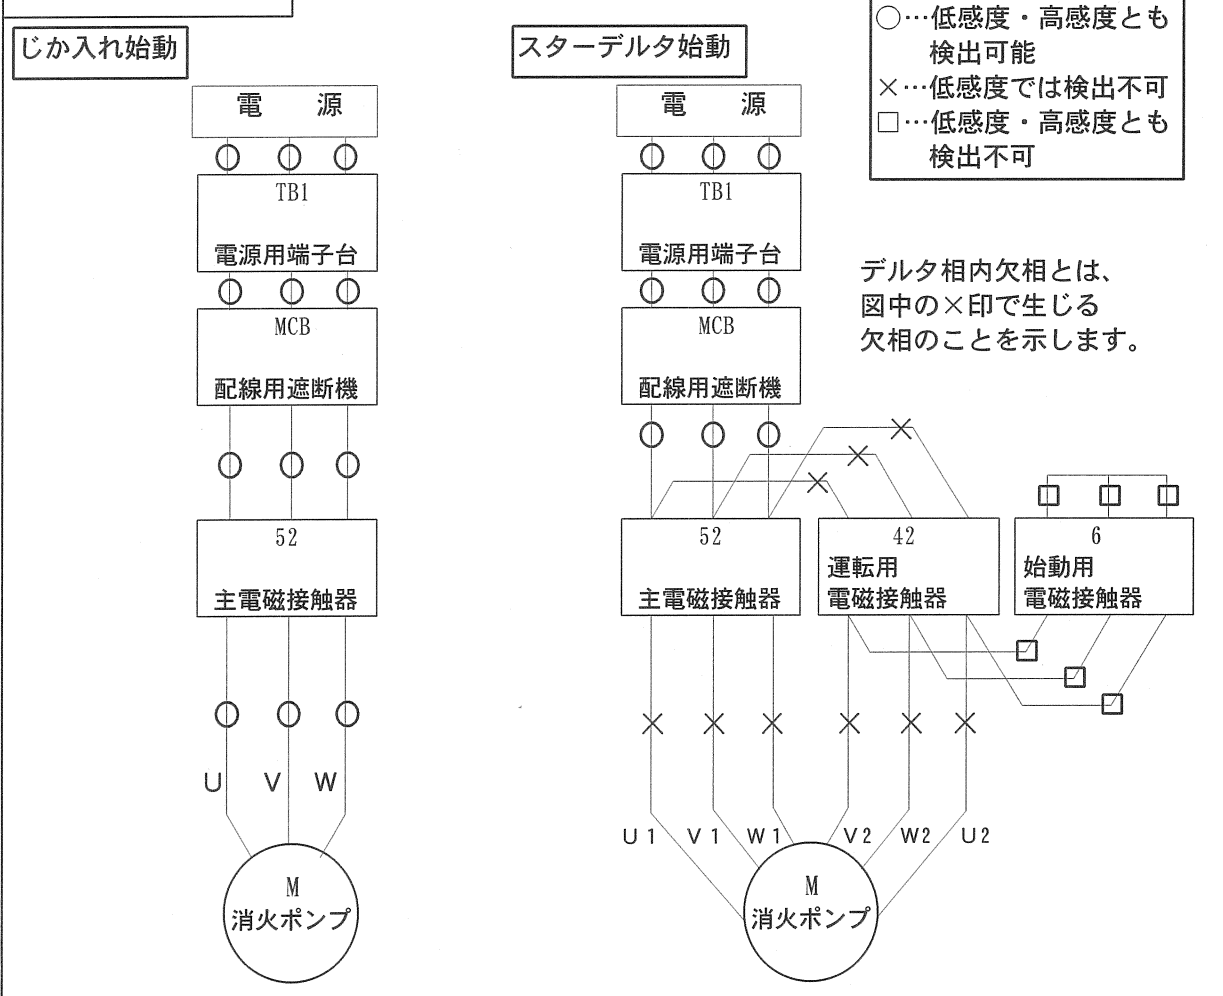 じか入れ始動
スターデルタ始動
○…低感度・高感度とも
検出可能
×…低感度では検出不可
□…低感度・高感度とも
検出不可
電 源
TB1
電源用端子台
MCB
配線用遮断機
52
主電磁接触器
U V W
M
消火ポンプ
電 源
TB1
電源用端子台
MCB
配線用遮断機
デルタ相内欠相とは、
図中の×印で生じる
欠相のことを示します。
52
主電磁接触器
42
運転用
電磁接触器
6
始動用
電磁接触器
U1 V1 W1 V2 W2 U2
M
消火ポンプ